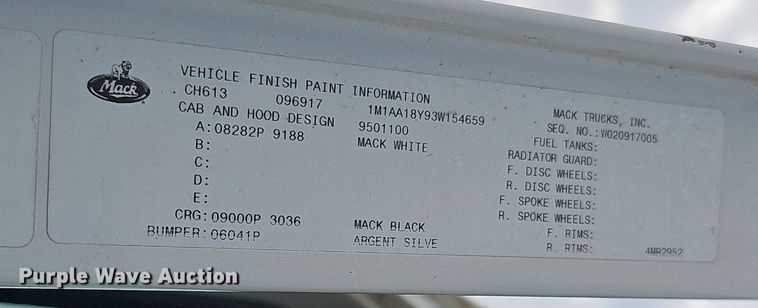 Mack
VEHICLE FINISH PAINT INFORMATION
CH613 096917 1M1AA18Y93W154659
CAB AND HOOD DESIGN 9501100
A:08282P 9188 MACK WHITE
B:
C:
D:
E:
CRG:09000P 3036 MACK BLACK
BUMPER:06041P ARGENT SILVE
MACK TRUCKS, INC.
SEQ. NO.:W020917005
FUEL TANKS:
RADIATOR GUARD:
F. DISC WHEELS:
R. DISC WHEELS:
F. SPOKE WHEELS:
R. SPOKE WHEELS:
F. RIMS:
R. RIMS:
4MR2952
Purple Wave Auction